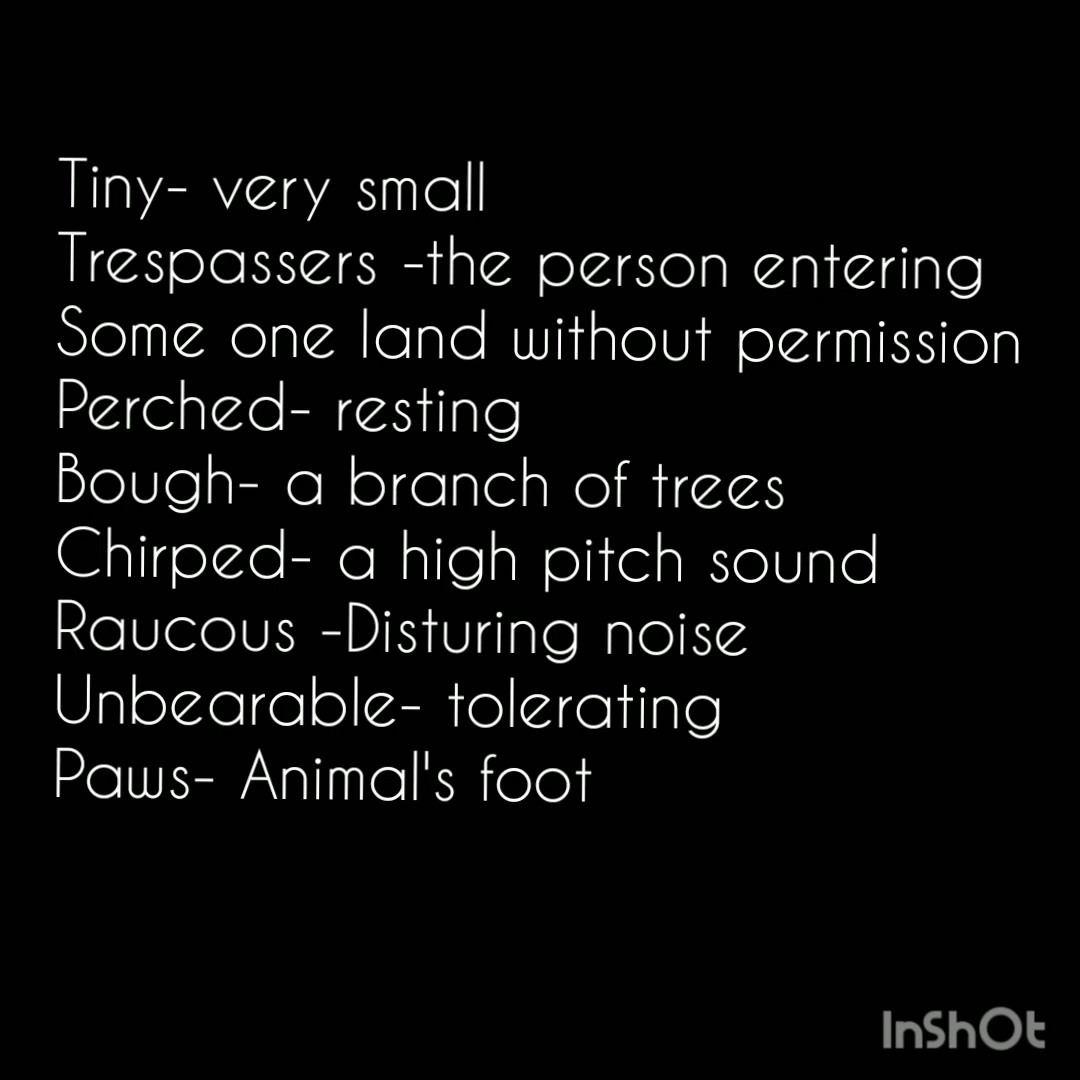 Tiny- very small
Trespassers -the person entering
Some one land without permission
Perched- resting
Bough- a branch of trees
Chirped- a high pitch sound
Raucous -Disturing noise
Unbearable- tolerating
Paws- Animal's foot
InShOt